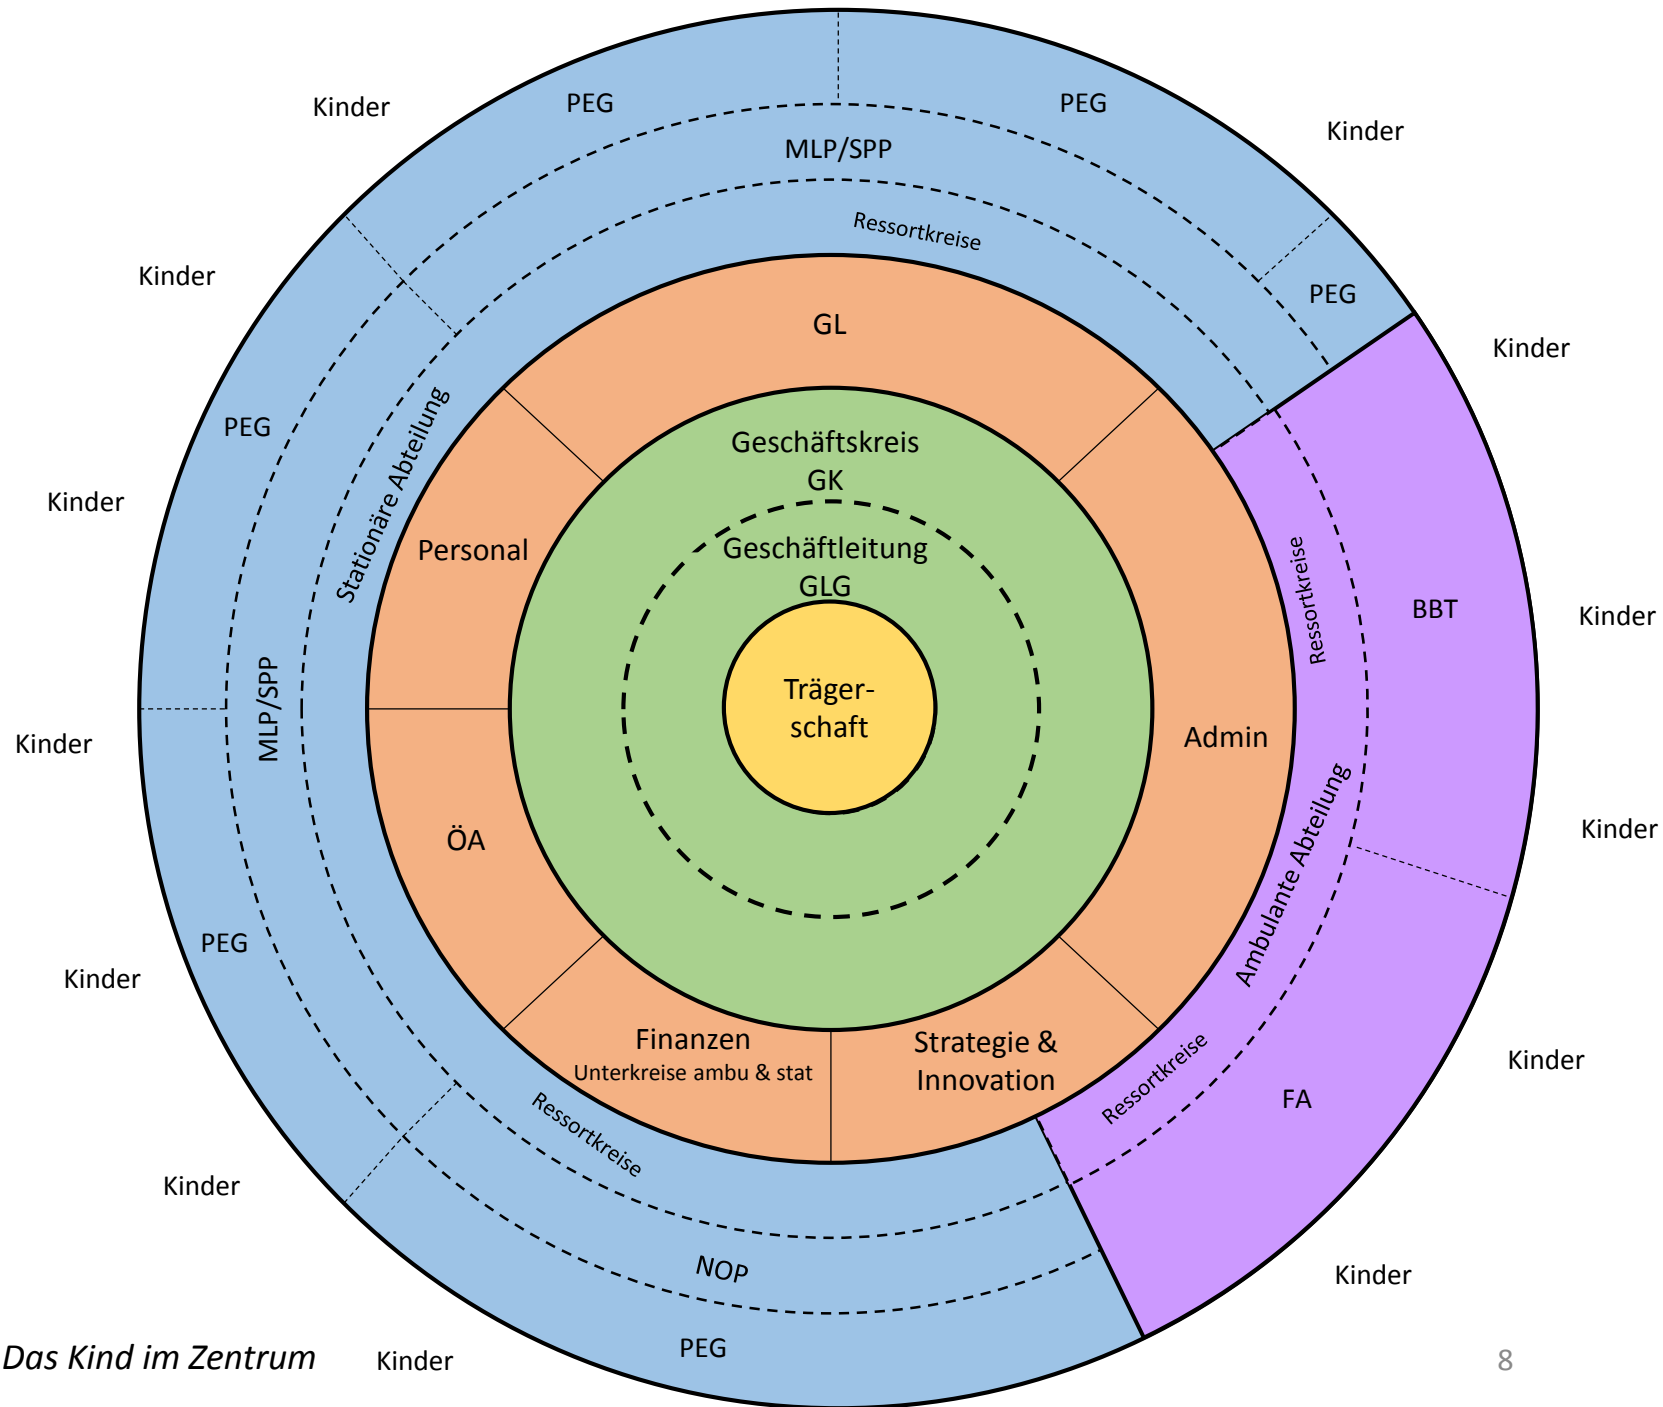 PEG
PEG
Kinder
Kinder
MLP/SPP
Ressortkreise
Kinder
PEG
GL
Kinder
PEG
Stationäre Abteilung
Geschäftskreis
GK
Kinder
Personal
Geschäftleitung
GLG
Ressortkreise
BBT
Kinder
MLP/SPP
Träger-
schaft
Kinder
Admin
Kinder
ÖA
Ambulante Abteilung
PEG
Kinder
Finanzen
Unterkreise ambu & stat
Strategie &
Innovation
Ressortkreise
Kinder
FA
Ressortkreise
Kinder
NOP
Kinder
PEG
Das Kind im Zentrum
Kinder
8